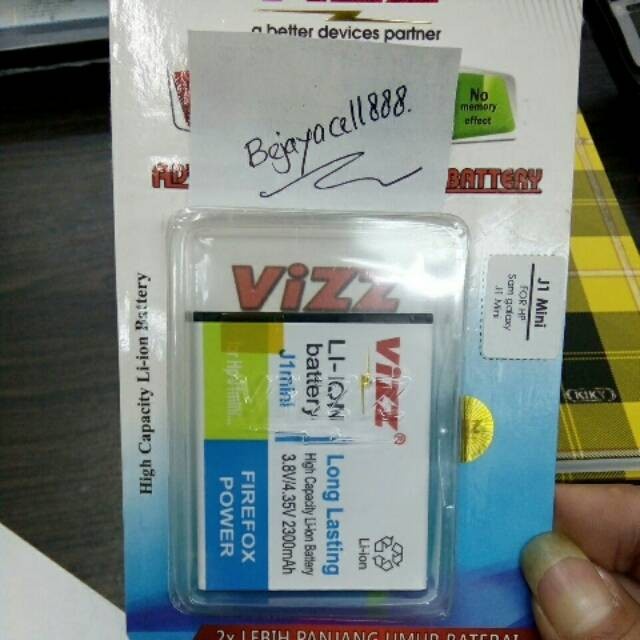 a better devices partner
Bejayacell888.
No
memory
effect
BATTERY
High Capacity Li-ion Battery
ViZZ
J1 Mini
FOR HP
Sam galaxy
J1 Mini
ViZZ®
LI-ION
battery
J1mini
Long Lasting
High Capacity Li-ion Battery
3.8V/4.35V 2300mAh
FIREFOX
POWER
Li-ion
KIKY
2x LEBIH PANJANG UMUR BATERAI